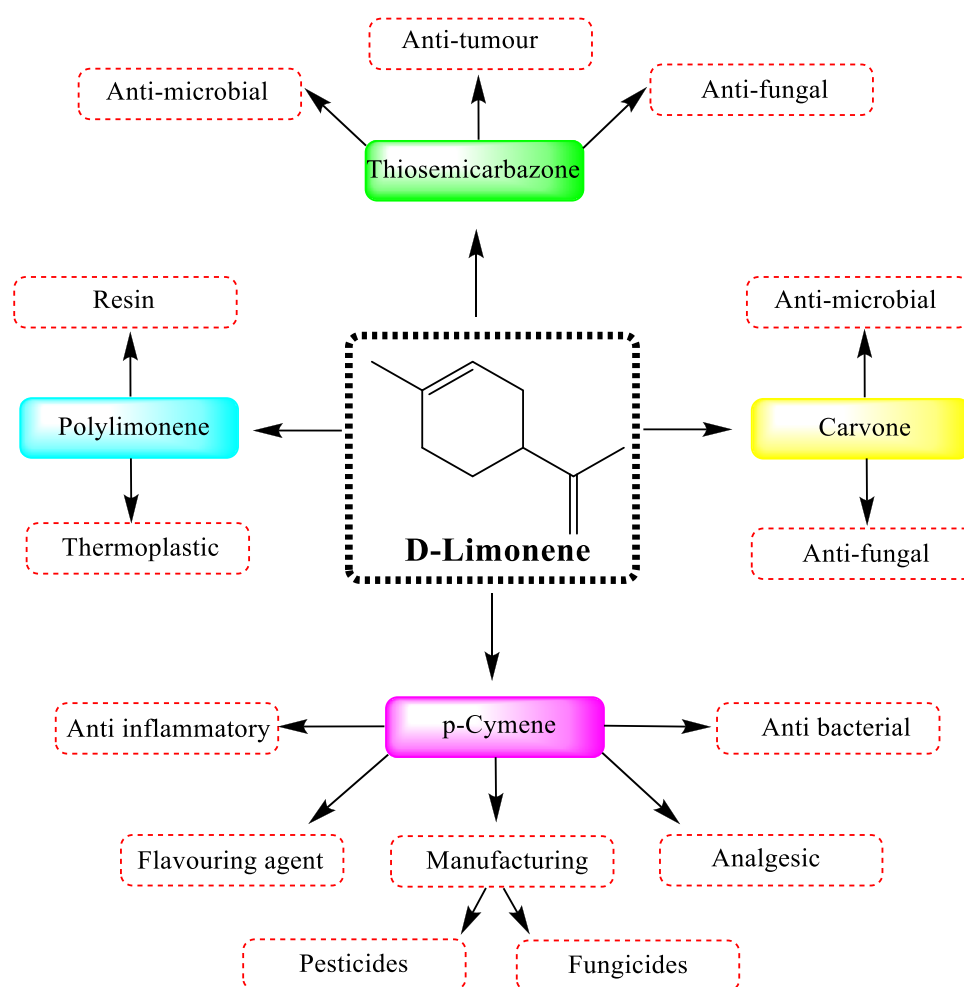 Anti-tumour
Anti-microbial
Anti-fungal
Thiosemicarbazone
Resin
Anti-microbial
Polylimonene
Carvone
Thermoplastic
D-Limonene
Anti-fungal
p-Cymene
Anti inflammatory
Anti bacterial
Flavouring agent
Manufacturing
Analgesic
Pesticides
Fungicides